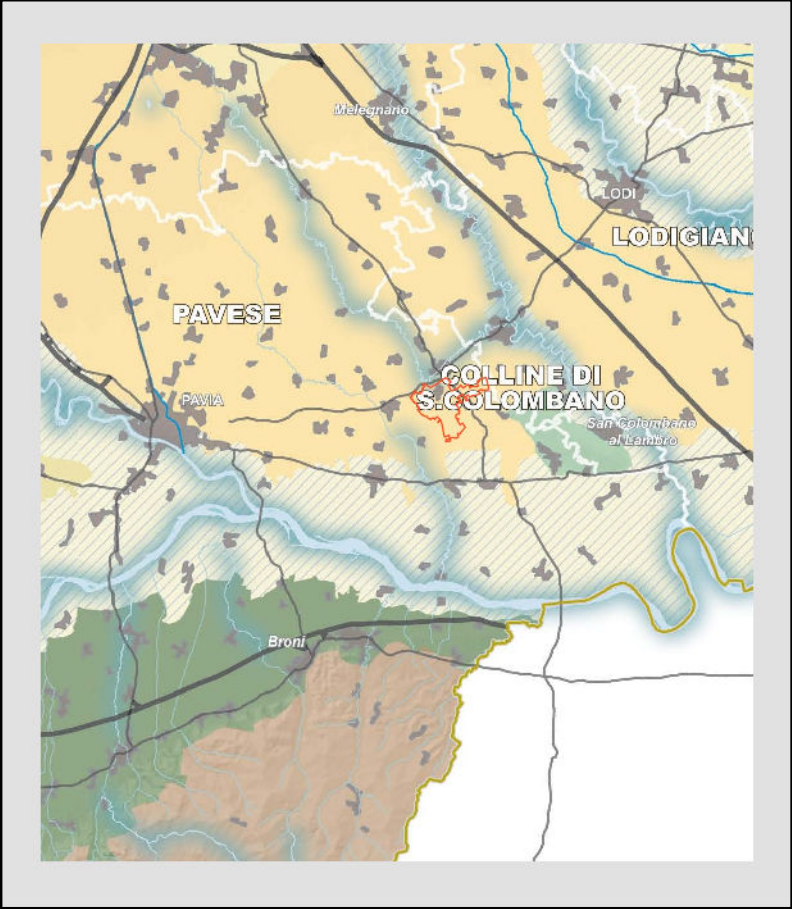 Melegnano
LODI
LODIGIAN
PAVESE
COLLINE DI
S.COLOMBANO
PAVIA
San Colombano
al Lambro
Broni